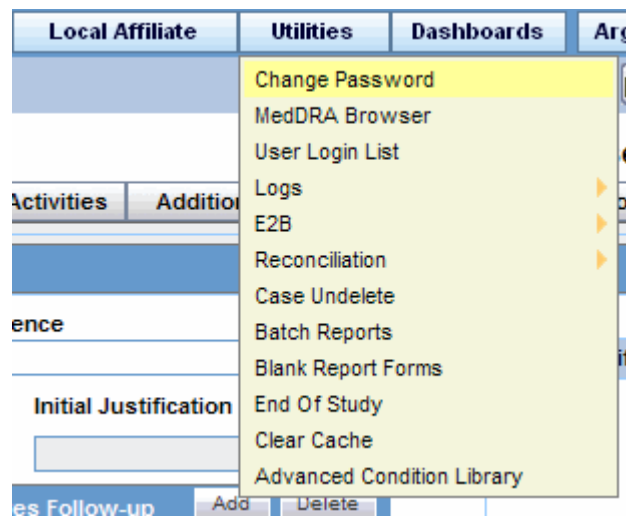 Local Affiliate Utilities Dashboards
Change Password
MedDRA Browser
User Login List
Logs
Activities Addition
E2B
Reconciliation
Case Undelete
ence
Batch Reports
Blank Report Forms
Initial Justification
End Of Study
Clear Cache
Advanced Condition Library
es Follow-up Add Delete